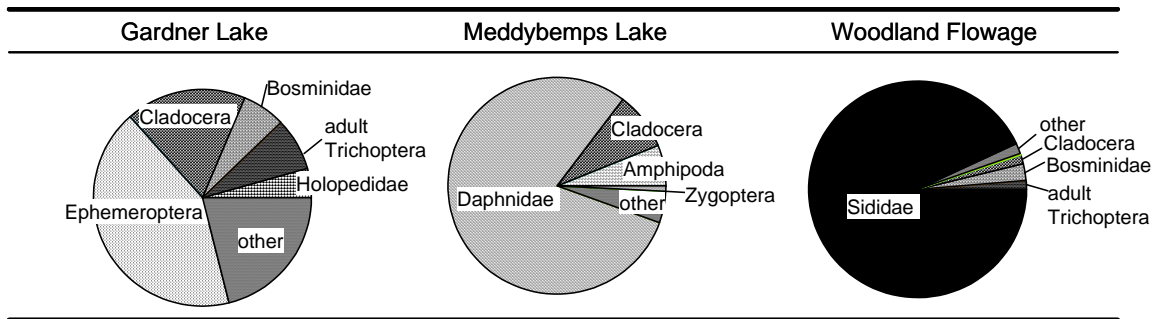 Gardner Lake
Meddybemps Lake
Woodland Flowage
Bosminidae
Cladocera
adult
Trichoptera
Holopedidae
Ephemeroptera
other
Cladocera
Amphipoda
Zygoptera
Daphnidae
other
other
Cladocera
Bosminidae
adult
Trichoptera
Sididae